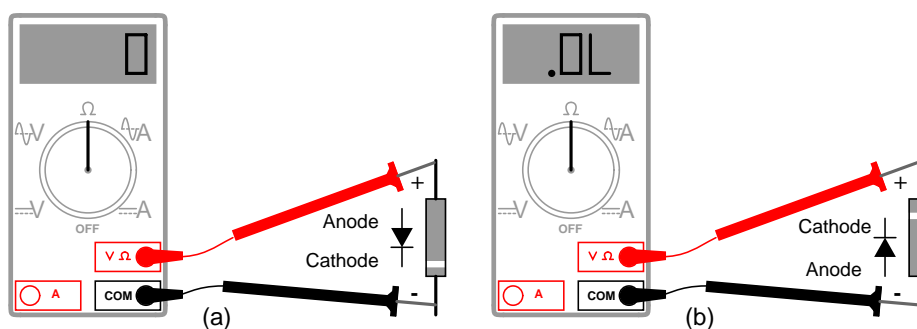 0
Ω
V
A
V
A
OFF
V Ω
A
COM
+
Anode
Cathode
-
(a)
.0L
Ω
V
A
V
A
OFF
V Ω
A
COM
+
Cathode
Anode
-
(b)